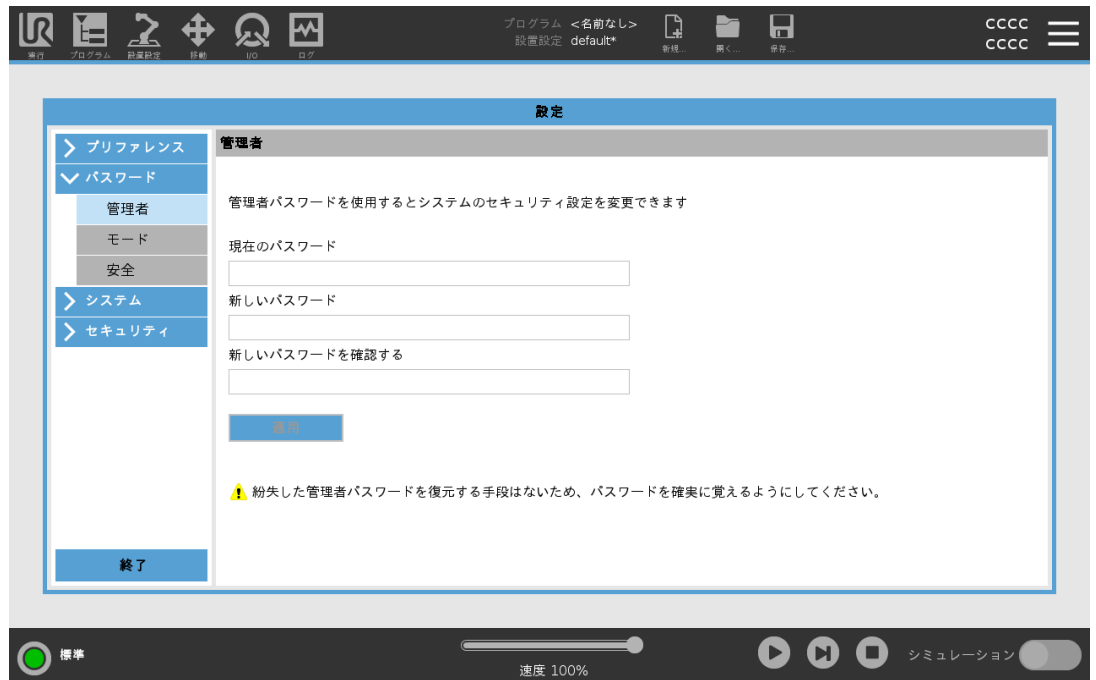 プログラム <名前なし>
設置設定 default*
cccc
cccc
UR
実行
プログラム
設置設定
移動
I/O
ログ
新規...
開く...
保存...
設定
プリファレンス
パスワード
管理者
モード
安全
システム
セキュリティ
終了
管理者
管理者パスワードを使用するとシステムのセキュリティ設定を変更できます
現在のパスワード
新しいパスワード
新しいパスワードを確認する
適用
紛失した管理者パスワードを復元する手段はないため、パスワードを確実に覚えるようにしてください。
標準
速度 100%
シミュレーション